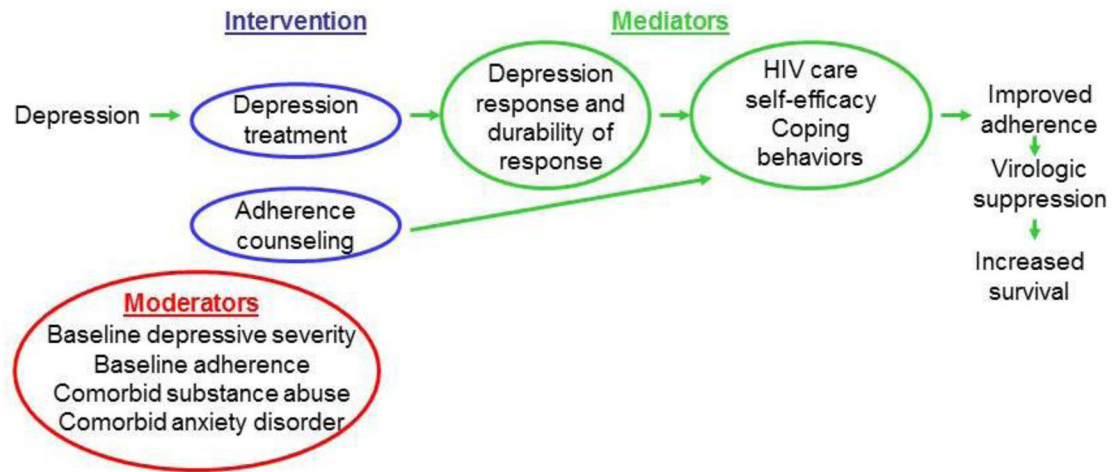 Intervention
Mediators
Depression
Depression
treatment
Depression
response and
durability of
response
HIV care
self-efficacy
Coping
behaviors
Improved
adherence
Virologic
suppression
Increased
survival
Adherence
counseling
Moderators
Baseline depressive severity
Baseline adherence
Comorbid substance abuse
Comorbid anxiety disorder